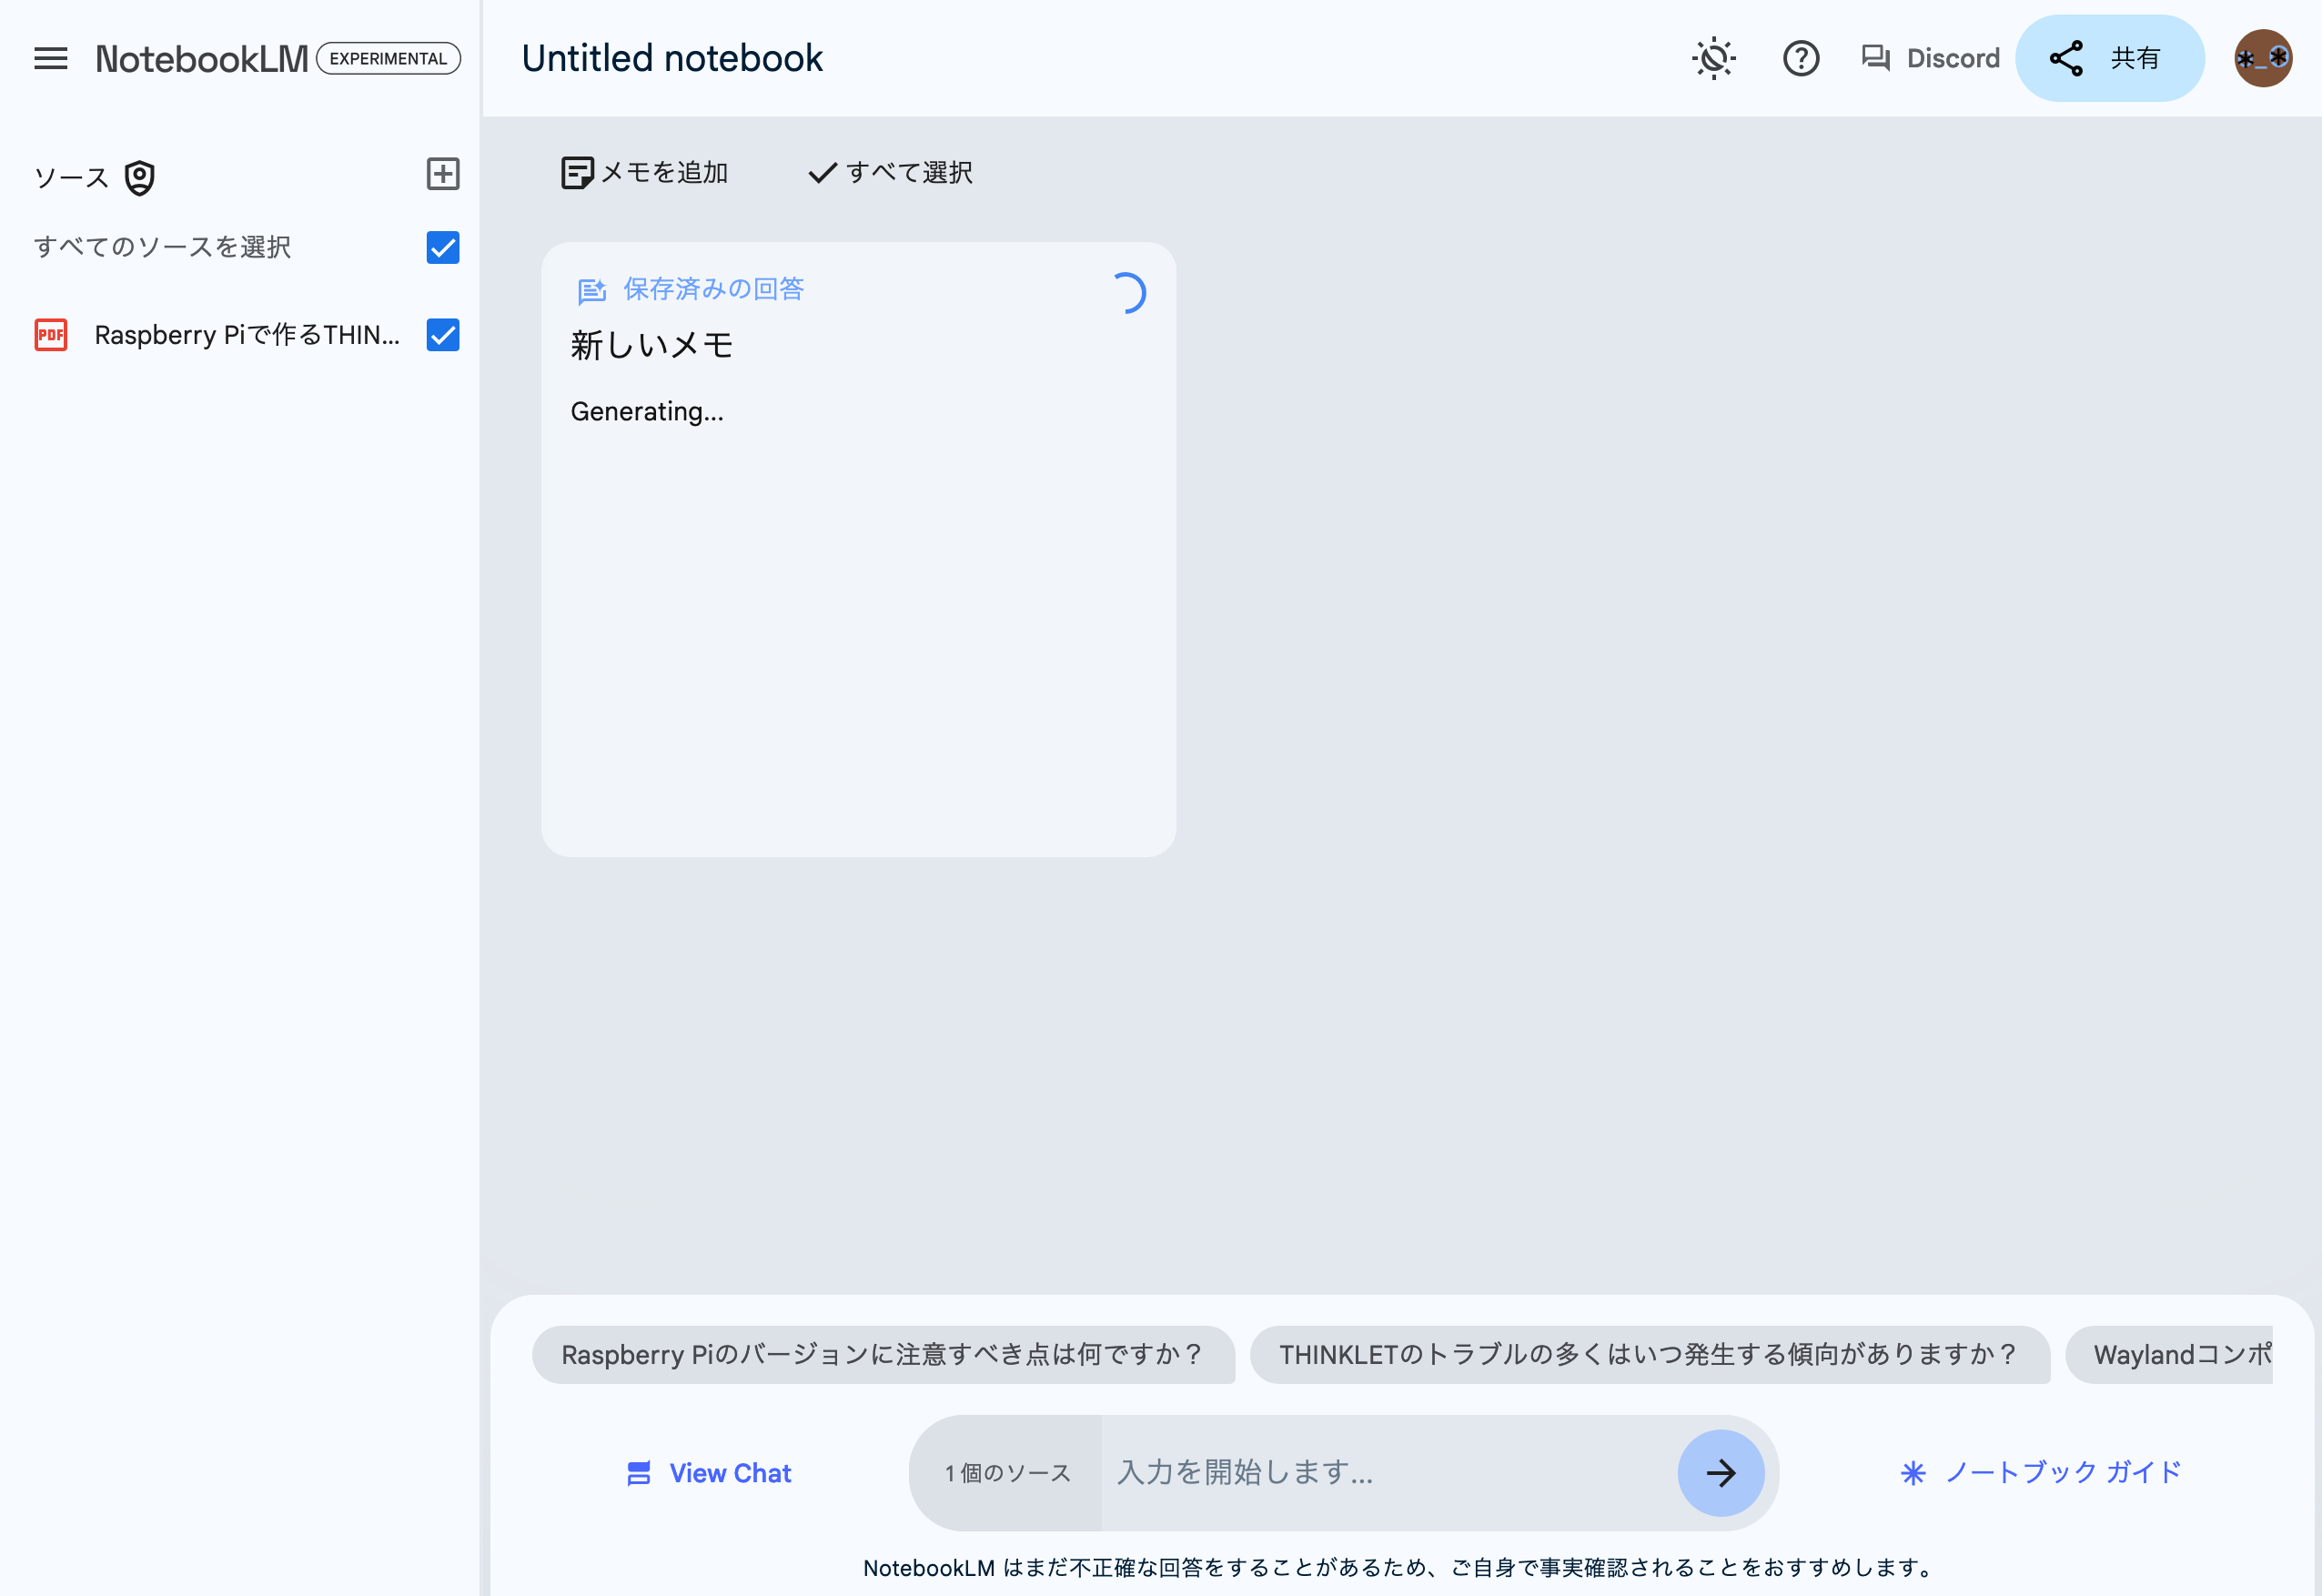 NotebookLM EXPERIMENTAL
Untitled notebook
Discord
共有
ソース
すべてのソースを選択
PDF Raspberry Piで作るTHIN...
メモを追加
すべて選択
保存済みの回答
新しいメモ
Generating...
Raspberry Piのバージョンに注意すべき点は何ですか？
THINKLETのトラブルの多くはいつ発生する傾向がありますか？
Waylandコンポ
View Chat
1 個のソース
入力を開始します...
ノートブック ガイド
NotebookLM はまだ不正確な回答をすることがあるため、ご自身で事実確認されることをおすすめします。